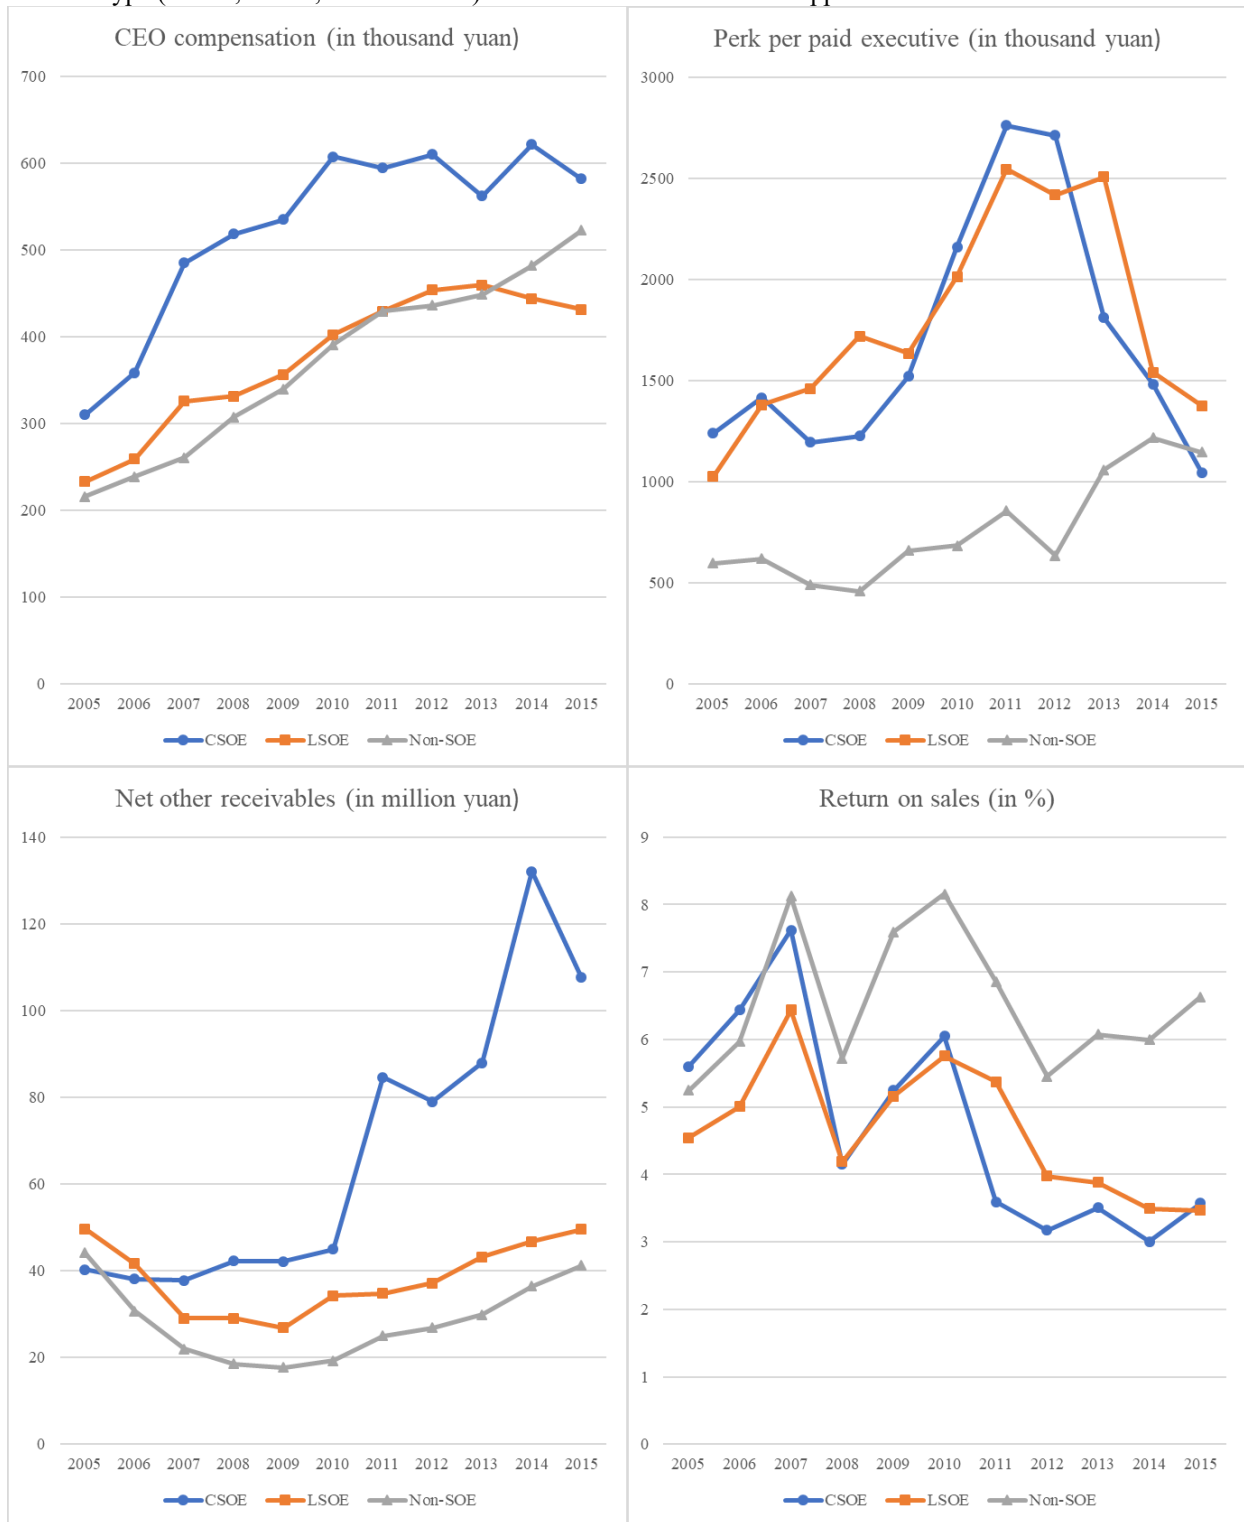 CEO compensation (in thousand yuan)
700
600
500
400
300
200
100
0
2005 2006 2007 2008 2009 2010 2011 2012 2013 2014 2015
CSOE LSOE Non-SOE
Perk per paid executive (in thousand yuan)
3000
2500
2000
1500
1000
500
0
2005 2006 2007 2008 2009 2010 2011 2012 2013 2014 2015
CSOE LSOE Non-SOE
Net other receivables (in million yuan)
140
120
100
80
60
40
20
0
2005 2006 2007 2008 2009 2010 2011 2012 2013 2014 2015
CSOE LSOE Non-SOE
Return on sales (in %)
9
8
7
6
5
4
3
2
1
0
2005 2006 2007 2008 2009 2010 2011 2012 2013 2014 2015
CSOE LSOE Non-SOE